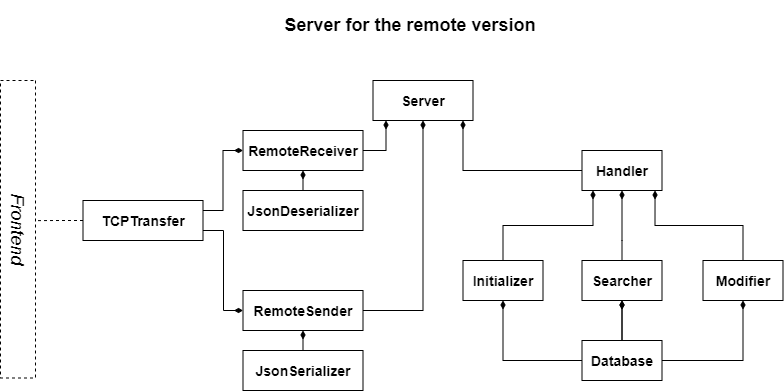 Server for the remote version
Server
RemoteReceiver
Handler
JsonDeserializer
Frontend
TCPTransfer
Initializer
Searcher
Modifier
RemoteSender
Database
JsonSerializer